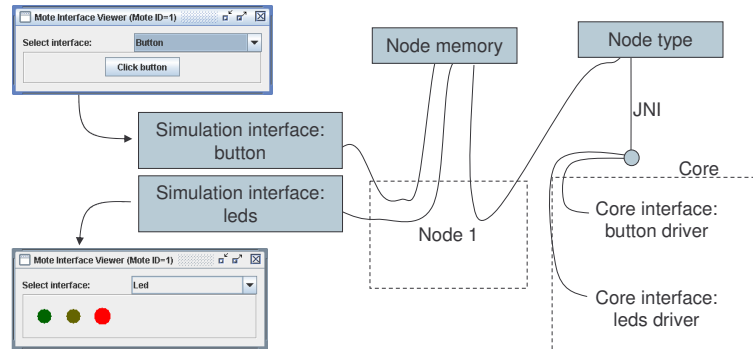 Mote Interface Viewer (Mote ID=1)
Select interface: Button
Click button
Node memory
Node type
JNI
Simulation interface:
button
Simulation interface:
leds
Core
Node 1
Core interface:
button driver
Core interface:
leds driver
Mote Interface Viewer (Mote ID=1)
Select interface: Led